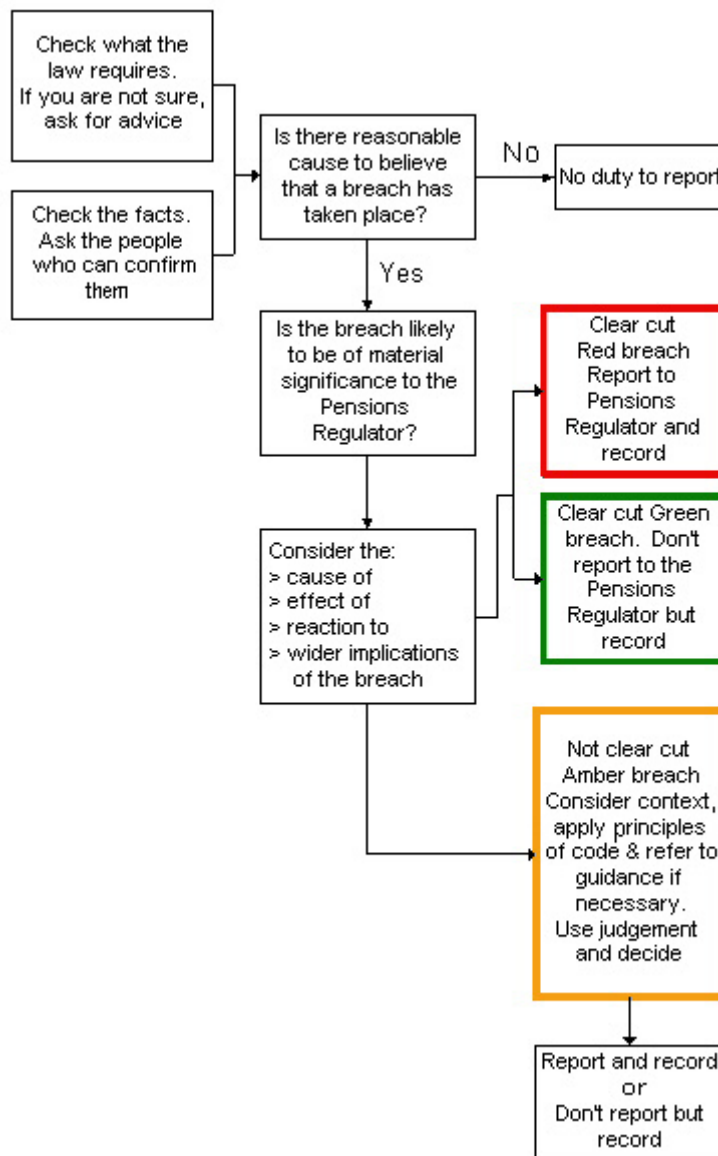 Check what the
law requires.
If you are not sure,
ask for advice
Check the facts.
Ask the people
who can confirm
them
Is there reasonable
cause to believe
that a breach has
taken place?
No
No duty to report
Yes
Is the breach likely
to be of material
significance to the
Pensions
Regulator?
Clear cut
Red breach
Report to
Pensions
Regulator and
record
Clear cut Green
breach. Don't
report to the
Pensions
Regulator but
record
Consider the:
> cause of
> effect of
> reaction to
> wider implications
of the breach
Not clear cut
Amber breach
Consider context,
apply principles
of code & refer to
guidance if
necessary.
Use judgement
and decide
Report and record
or
Don't report but
record